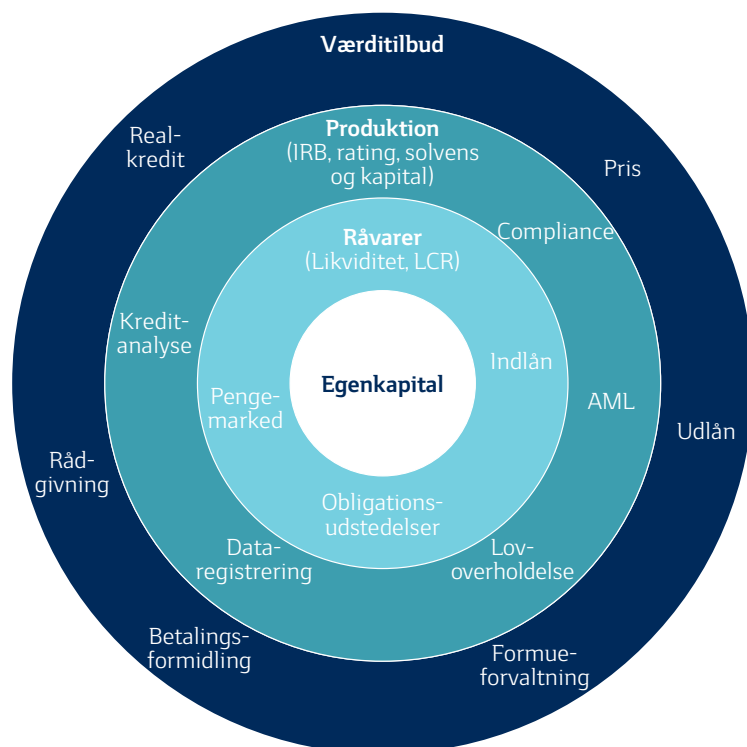 Værditilbud
Real-
kredit
Pris
Udlån
Formue-
forvaltning
Betalings-
formidling
Råd-
givning
Produktion
(IRB, rating, solvens
og kapital)
Compliance
AML
Lov-
overholdelse
Data-
registrering
Kredit-
analyse
Råvarer
(Likviditet, LCR)
Indlån
Obligations-
udstedelser
Penge-
marked
Egenkapital